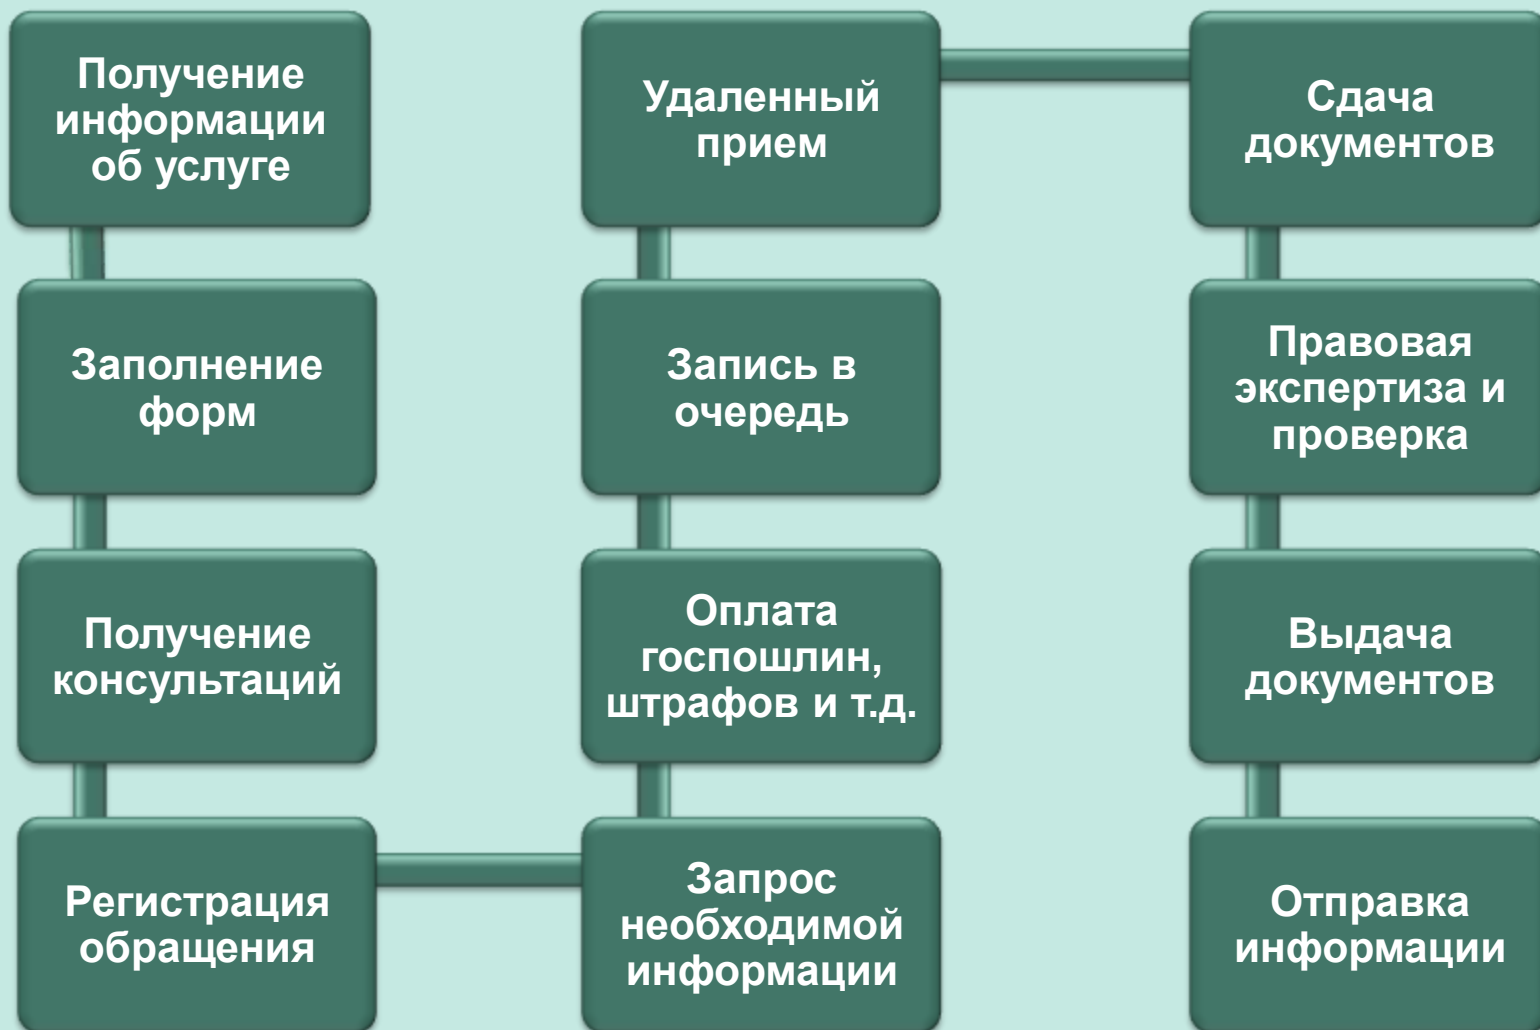 Получение
информации
об услуге
Заполнение
форм
Получение
консультаций
Регистрация
обращения
Запрос
необходимой
информации
Оплата
госпошлин,
штрафов и т.д.
Запись в
очередь
Удаленный
прием
Сдача
документов
Правовая
экспертиза и
проверка
Выдача
документов
Отправка
информации